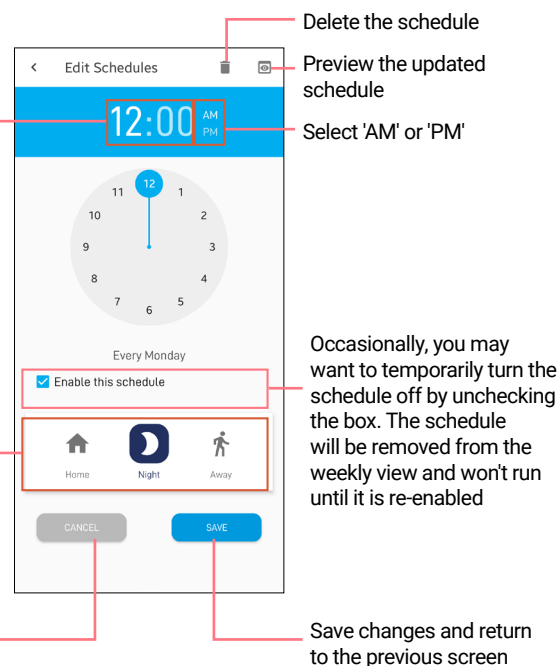 Delete the schedule
< Edit Schedules
Preview the updated
schedule
12:00
AM
PM
Select 'AM' or 'PM'
12
11
1
10
2
9
3
8
4
7
5
6
Every Monday
Enable this schedule
Occasionally, you may
want to temporarily turn the
schedule off by unchecking
the box. The schedule
will be removed from the
weekly view and won't run
until it is re-enabled
Home
Night
Away
CANCEL
SAVE
Save changes and return
to the previous screen